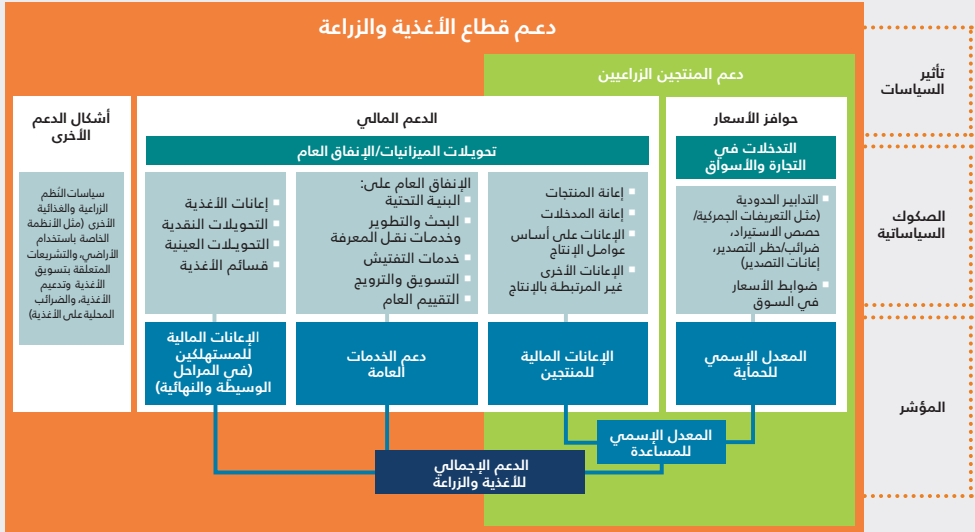 دعم قطاع الأغذية والزراعة
تأثير
السياسات
دعم المنتجين الزراعيين
حوافز الأسعار
الدعم المالي
أشكال الدعم
الأخرى
الصكوك
السياساتية
التدخلات في
التجارة والأسواق
تحويلات الميزانيات/الإنفاق العام
التدابير الحدودية
(مثل التعريفات الجمركية/
حصص الاستيراد،
ضرائب/حظر التصدير،
إعانات التصدير)
ضوابط الأسعار
في السوق
إعانة المنتجات
إعانة المدخلات
الإعانات على أساس
عوامل الإنتاج
الإعانات الأخرى
غير المرتبطة بالإنتاج
الإنفاق العام على:
البنية التحتية
البحث والتطوير
وخدمات نقل المعرفة
خدمات التفتيش
التسويق والترويج
التقييم العام
إعانات الأغذية
التحويلات النقدية
التحويلات العينية
قسائم الأغذية
سياسات النُظم
الزراعية والغذائية
الأخرى (مثل الأنظمة
الخاصة باستخدام
الأراضي، والتشريعات
المتعلقة بتسويق
الأغذية وتدعيم
الأغذية، والضرائب
المحلية على الأغذية)
المؤشر
المعدل الإسمي
للحماية
الإعانات المالية
للمنتجين
دعم الخدمات
العامة
الإعانات المالية
للمستهلكين
(في المراحل
الوسيطة والنهائية)
المعدل الإسمي
للمساعدة
الدعم الإجمالي
للأغذية والزراعة